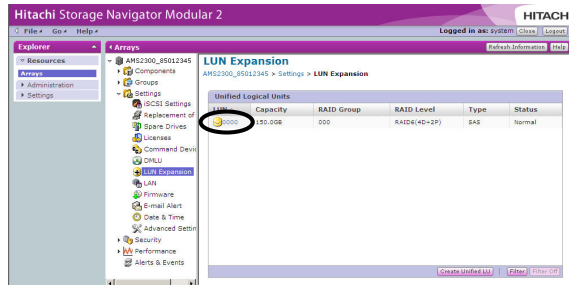 Hitachi Storage Navigator Modular 2
HITACH
File Go Help
Logged in as: system Close Logout
Explorer
Arrays
Refresh Information Help
Resources
Arrays
Administration
Settings
AMS2300_85012345
Components
Groups
Settings
iSCSI Settings
Replacement of
Spare Drives
Licenses
Command Devic
DMLU
LUN Expansion
LAN
Firmware
E-mail Alert
Date & Time
Advanced Settin
Security
Performance
Alerts & Events
LUN Expansion
AMS2300_85012345 > Settings > LUN Expansion
Unified Logical Units
LUN Capacity RAID Group RAID Level Type Status
0000 150.0GB 000 RAID6(4D+2P) SAS Normal
Create Unified LU Filter Filter Off